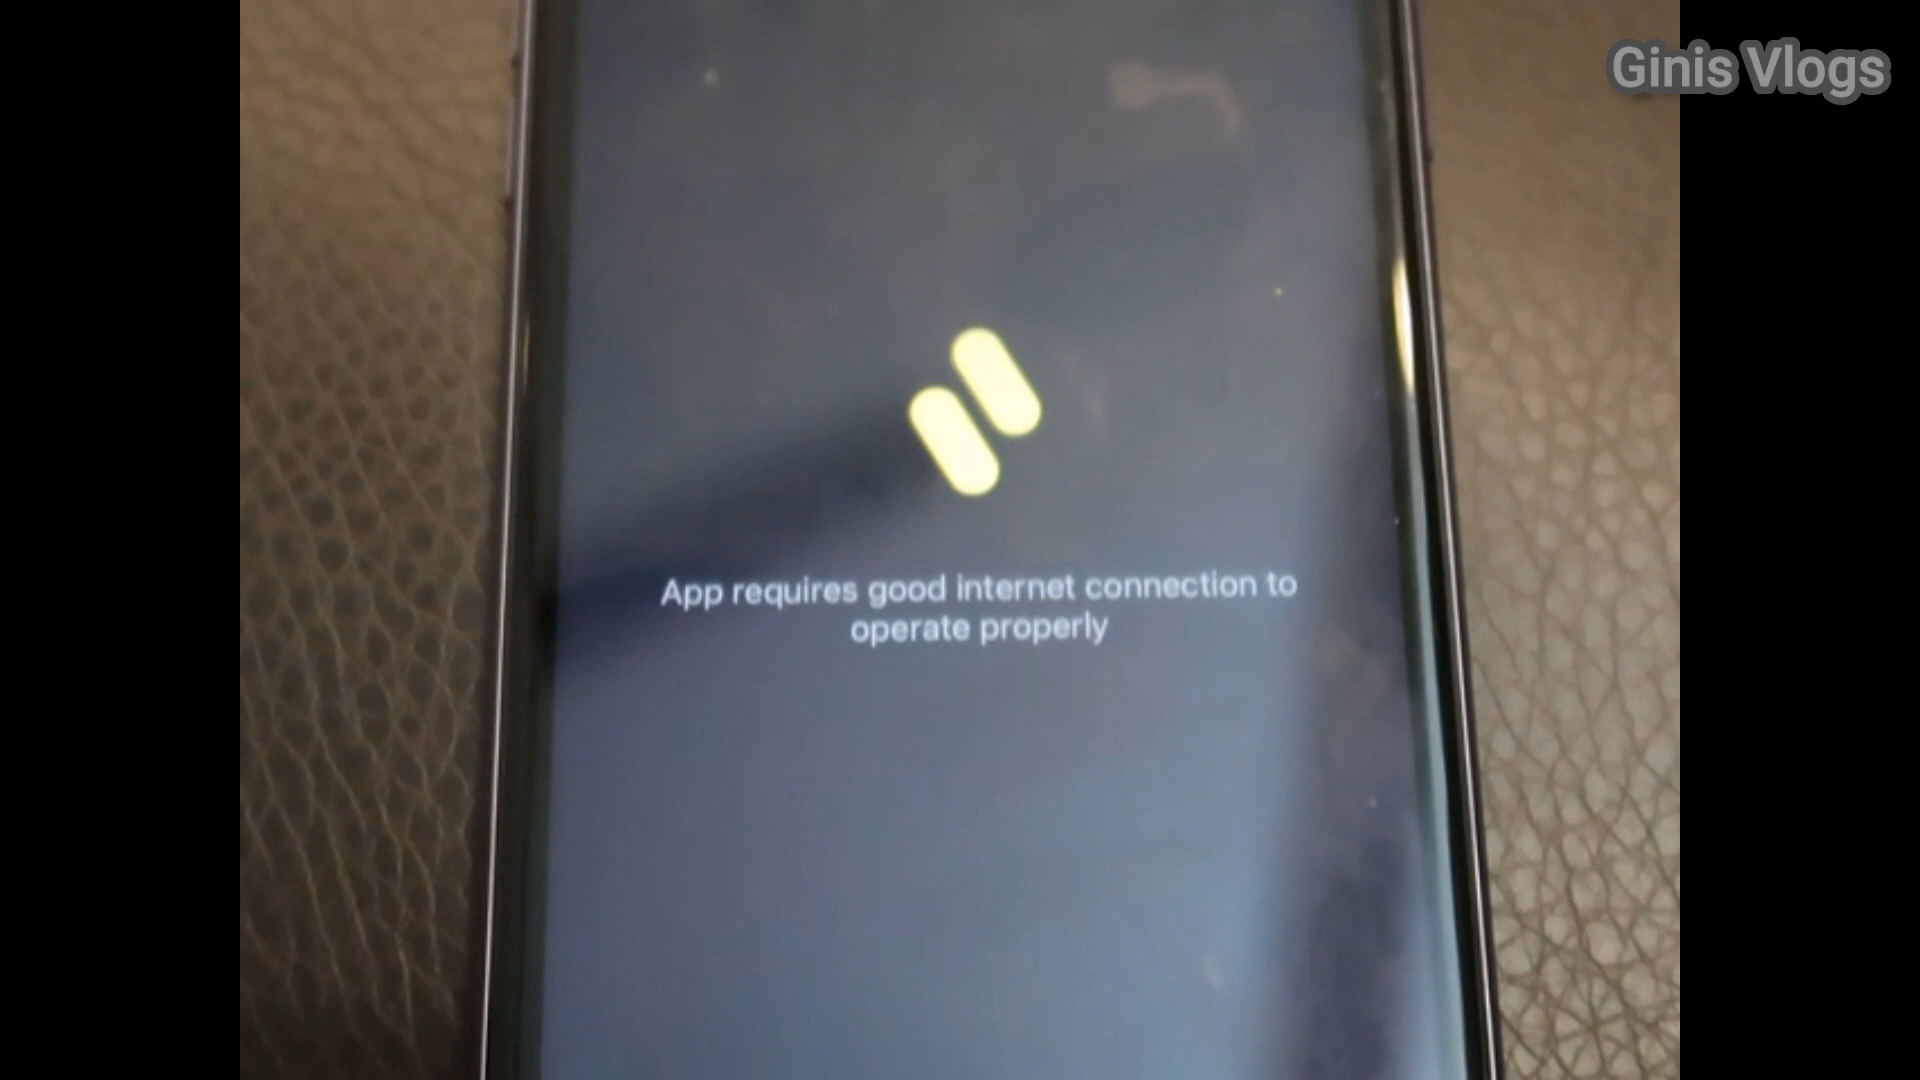 Ginis Vlogs
App requires good internet connection to
operate properly